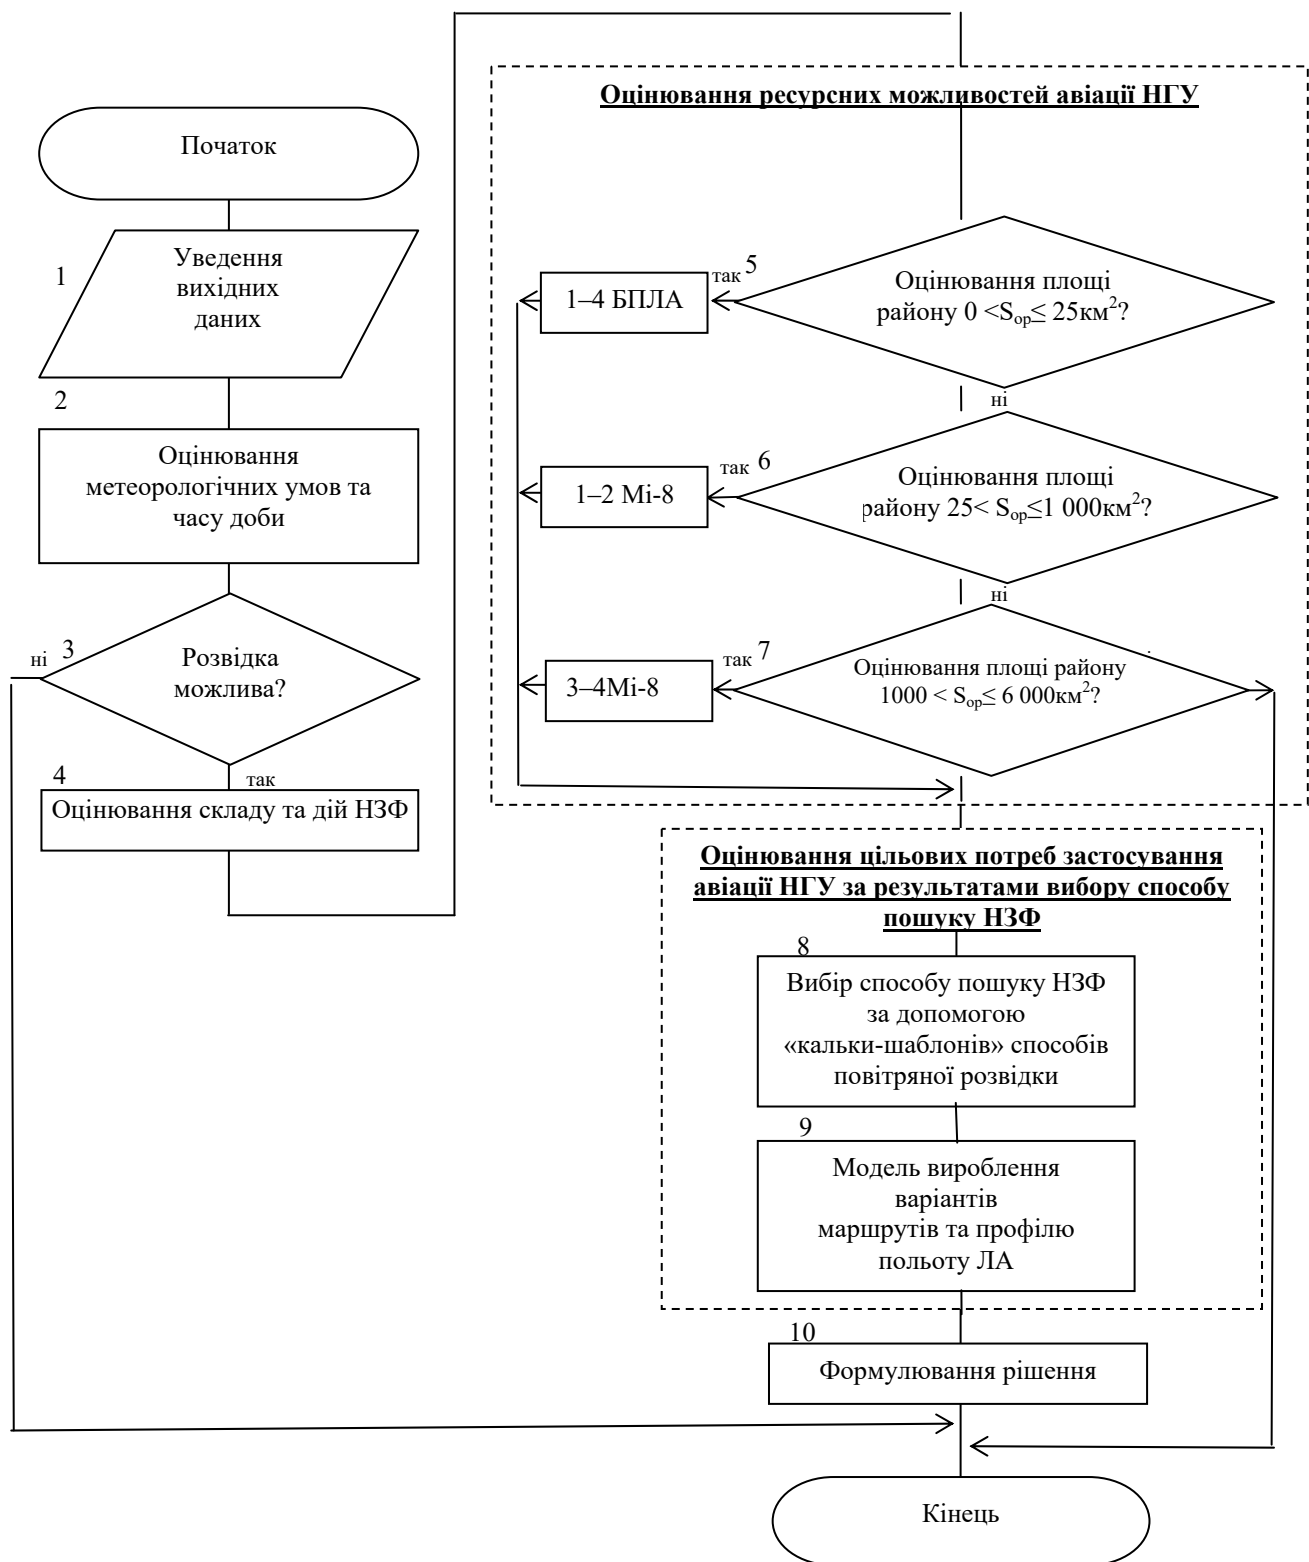 Початок
1
Уведення
вихідних
даних
2
Оцінювання
метеорологічних умов та
часу доби
ні
3
Розвідка
можлива?
так
4
Оцінювання складу та дій НЗФ
Оцінювання ресурсних можливостей авіації НГУ
5
Оцінювання площі
району 0 <Sор≤ 25км²?
так
1–4 БПЛА
ні
6
Оцінювання площі
району 25< Sор≤1 000км²?
так
1–2 Мі-8
ні
7
Оцінювання площі району
1000 < Sор≤ 6 000км²?
так
3–4Мі-8
Оцінювання цільових потреб застосування
авіації НГУ за результатами вибору способу
пошуку НЗФ
8
Вибір способу пошуку НЗФ
за допомогою
«кальки-шаблонів» способів
повітряної розвідки
9
Модель вироблення
варіантів
маршрутів та профілю
польоту ЛА
10
Формулювання рішення
Кінець